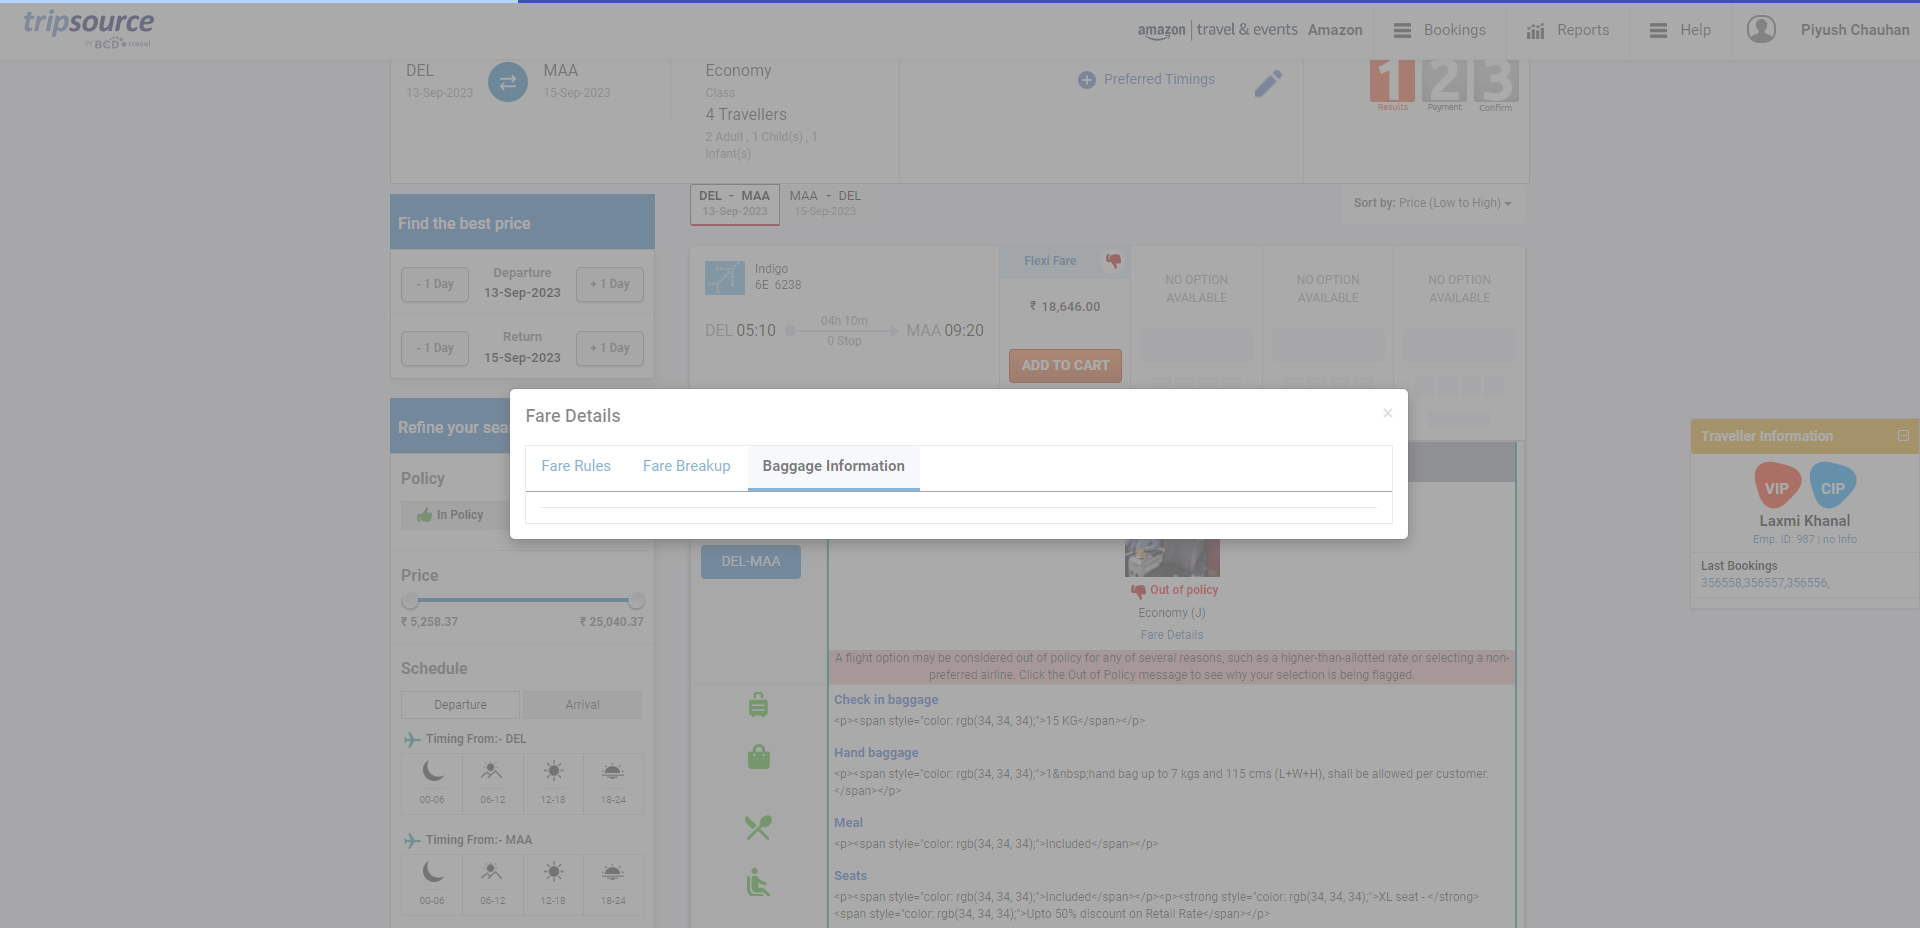 tripsource
by BCD travel
amazon | travel & events Amazon
Bookings
Reports
Help
Piyush Chauhan
DEL
13-Sep-2023
MAA
15-Sep-2023
Economy
Class
4 Travellers
2 Adult , 1 Child(s) , 1
Infant(s)
Preferred Timings
1 2 3
Results Payment Confirm
Find the best price
- 1 Day
Departure
13-Sep-2023
+ 1 Day
- 1 Day
Return
15-Sep-2023
+ 1 Day
DEL - MAA
13-Sep-2023
MAA - DEL
15-Sep-2023
Sort by: Price (Low to High)
Indigo
6E 6238
DEL 05:10
04h 10m
0 Stop
MAA 09:20
Flexi Fare
₹ 18,646.00
ADD TO CART
NO OPTION
AVAILABLE
NO OPTION
AVAILABLE
NO OPTION
AVAILABLE
Fare Details
×
Fare Rules
Fare Breakup
Baggage Information
Refine your sea
Policy
In Policy
Price
₹ 5,258.37
₹ 25,040.37
Schedule
Departure
Arrival
Timing From:- DEL
00-06
06-12
12-18
18-24
Timing From:- MAA
00-06
06-12
12-18
18-24
DEL-MAA
Out of policy
Economy (J)
Fare Details
A flight option may be considered out of policy for any of several reasons, such as a higher-than-allotted rate or selecting a non-
preferred airline. Click the Out of Policy message to see why your selection is being flagged.
Check in baggage
<p><span style="color: rgb(34, 34, 34);">15 KG</span></p>
Hand baggage
<p><span style="color: rgb(34, 34, 34);">1&nbsp;hand bag up to 7 kgs and 115 cms (L+W+H), shall be allowed per customer.
</span></p>
Meal
<p><span style="color: rgb(34, 34, 34);">Included</span></p>
Seats
<p><span style="color: rgb(34, 34, 34);">Included</span></p><p><strong style="color: rgb(34, 34, 34);">XL seat - </strong>
<span style="color: rgb(34, 34, 34);">Upto 50% discount on Retail Rate</span></p>
Traveller Information
VIP
CIP
Laxmi Khanal
Emp. ID: 987 | no Info
Last Bookings
356558,356557,356556,